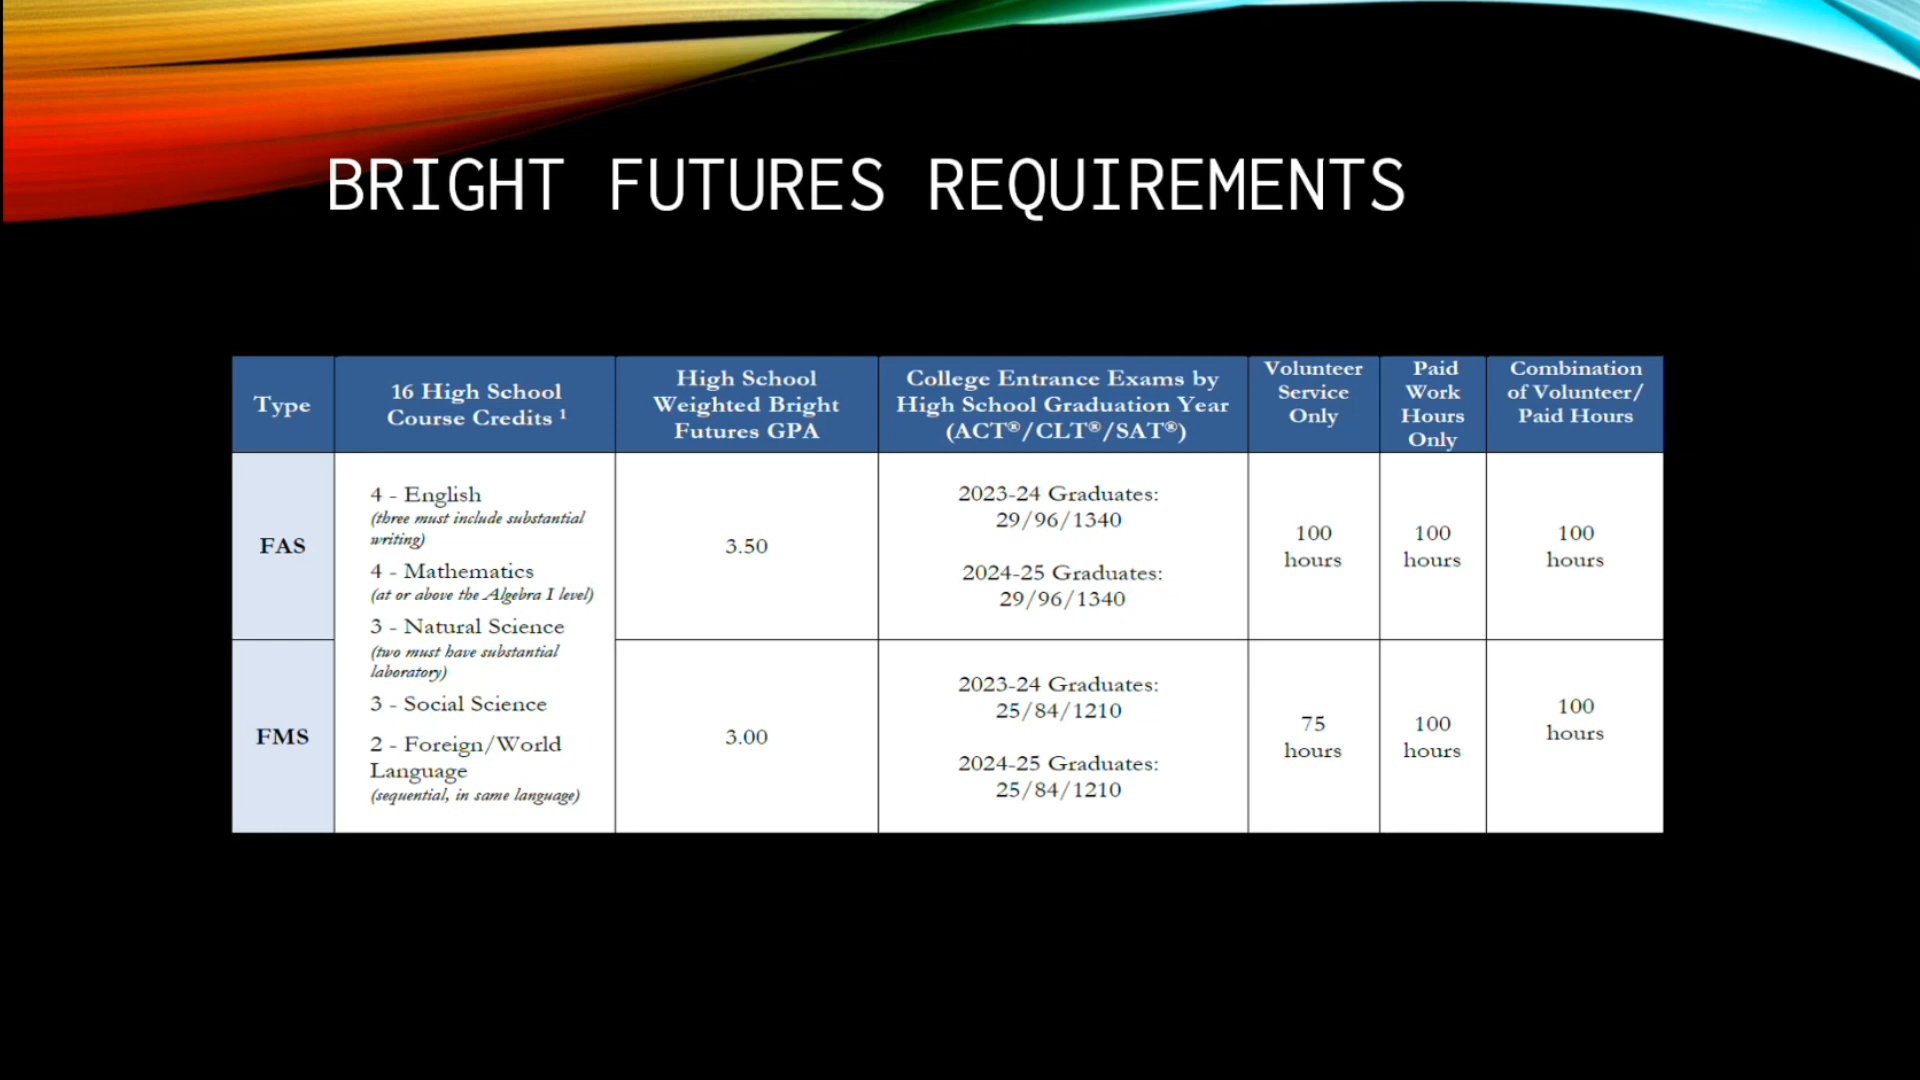 BRIGHT FUTURES REQUIREMENTS
Type
16 High School
Course Credits ¹
High School
Weighted Bright
Futures GPA
College Entrance Exams by
High School Graduation Year
(ACT®/CLT®/SAT®)
Volunteer
Service
Only
Paid
Work
Hours
Only
Combination
of Volunteer/
Paid Hours
FAS
4 - English
(three must include substantial
writing)
4 - Mathematics
(at or above the Algebra I level)
3 - Natural Science
(two must have substantial
laboratory)
3 - Social Science
2 - Foreign/World
Language
(sequential, in same language)
3.50
2023-24 Graduates:
29/96/1340
2024-25 Graduates:
29/96/1340
100
hours
100
hours
100
hours
FMS
3.00
2023-24 Graduates:
25/84/1210
2024-25 Graduates:
25/84/1210
75
hours
100
hours
100
hours